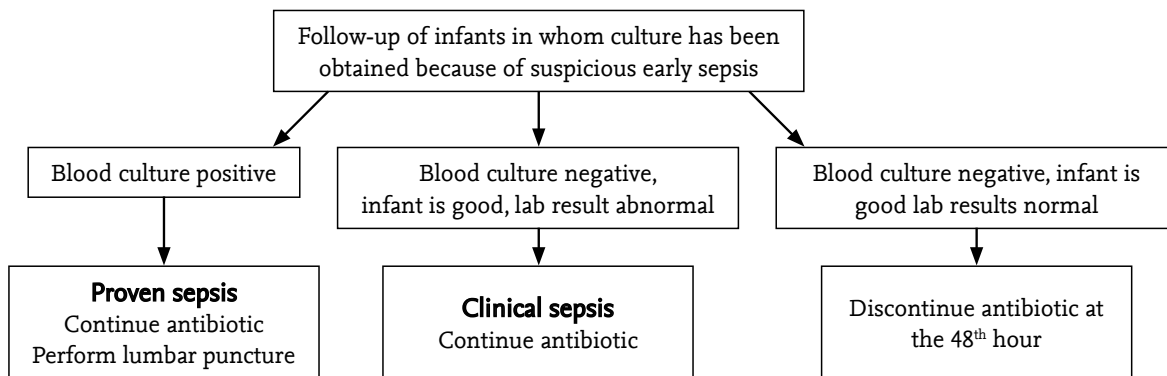 Follow-up of infants in whom culture has been
obtained because of suspicious early sepsis
Blood culture positive
Blood culture negative,
infant is good, lab result abnormal
Blood culture negative, infant is
good lab results normal
Proven sepsis
Continue antibiotic
Perform lumbar puncture
Clinical sepsis
Continue antibiotic
Discontinue antibiotic at
the 48th hour